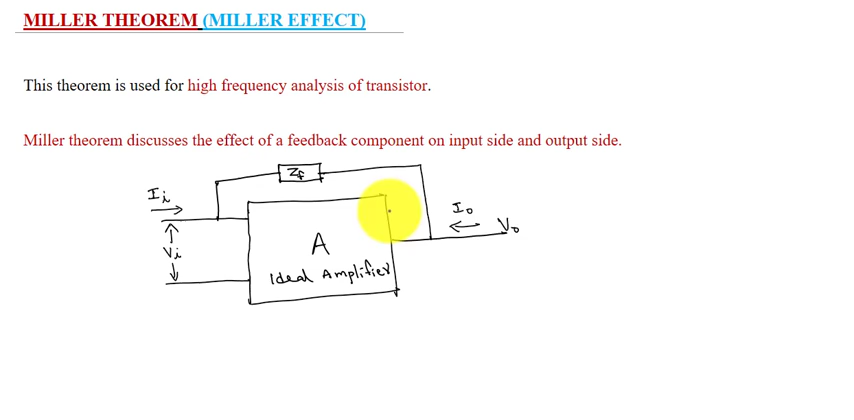 MILLER THEOREM (MILLER EFFECT)
This theorem is used for high frequency analysis of transistor.
Miller theorem discusses the effect of a feedback component on input side and output side.
Zf
Ii
Io
Vo
Vi
A
Ideal Amplifier